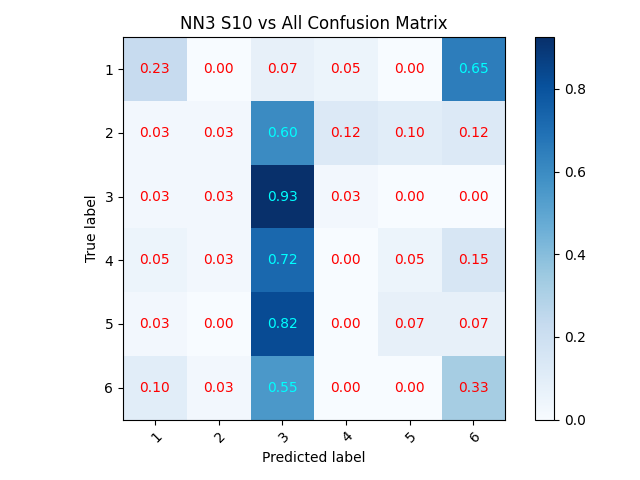 NN3 S10 vs All Confusion Matrix
1 0.23 0.00 0.07 0.05 0.00 0.65
2 0.03 0.03 0.60 0.12 0.10 0.12
3 0.03 0.03 0.93 0.03 0.00 0.00
4 0.05 0.03 0.72 0.00 0.05 0.15
5 0.03 0.00 0.82 0.00 0.07 0.07
6 0.10 0.03 0.55 0.00 0.00 0.33
1 2 3 4 5 6
True label
Predicted label
0.8
0.6
0.4
0.2
0.0